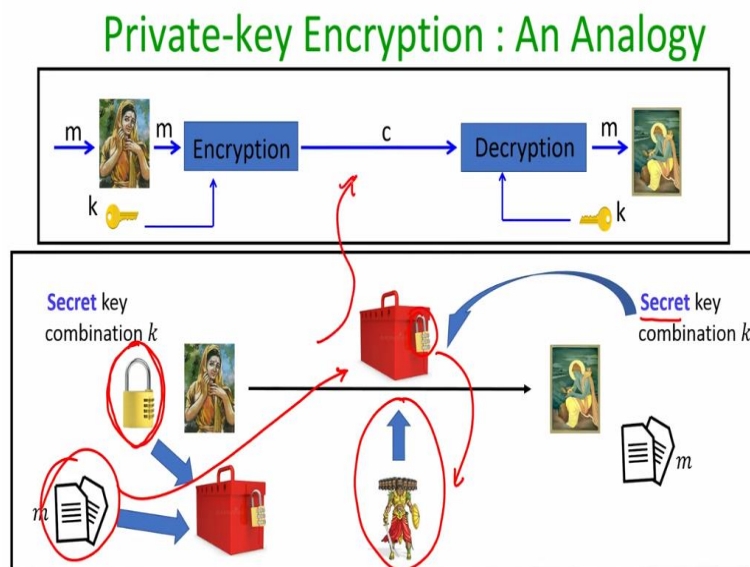 Private-key Encryption : An Analogy
m
m
Encryption
c
Decryption
m
k
k
Secret key
combination k
Secret key
combination k
m
m